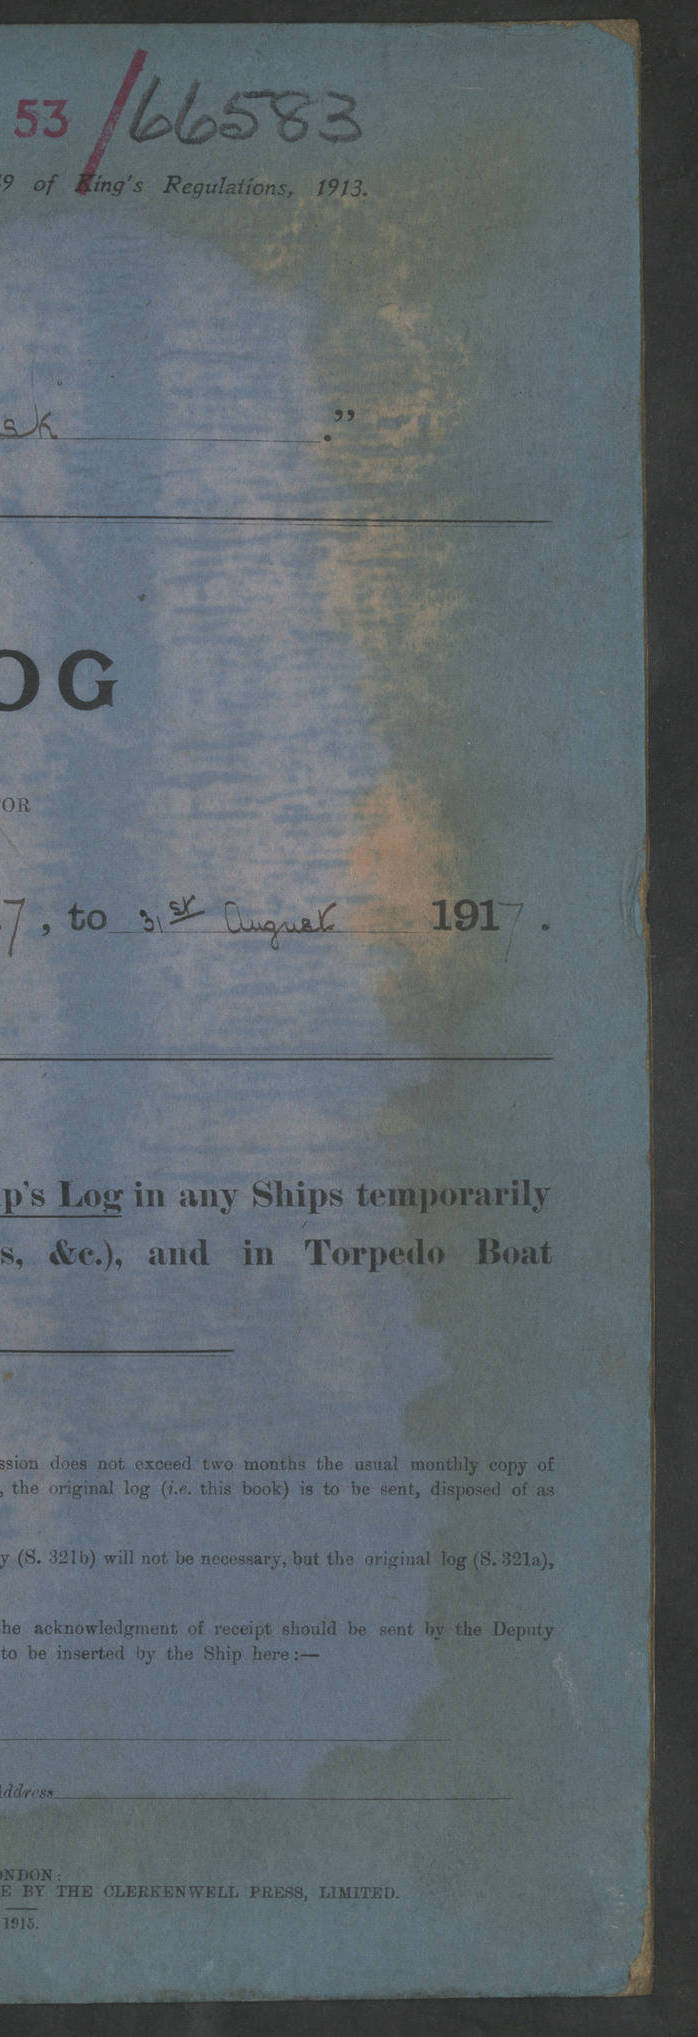 53/66583
9 of King's Regulations, 1913.
sk ."
OG
OR
7, to 31st August 1917.
p's Log in any Ships temporarily
s, &c.), and in Torpedo Boat
ssion does not exceed two months the usual monthly copy of
, the original log (i.e. this book) is to be sent, disposed of as
y (S. 321b) will not be necessary, but the original log (S. 321a),
he acknowledgment of receipt should be sent by the Deputy
to be inserted by the Ship here:—
Address
ONDON:
E BY THE CLERKENWELL PRESS, LIMITED.
1915.